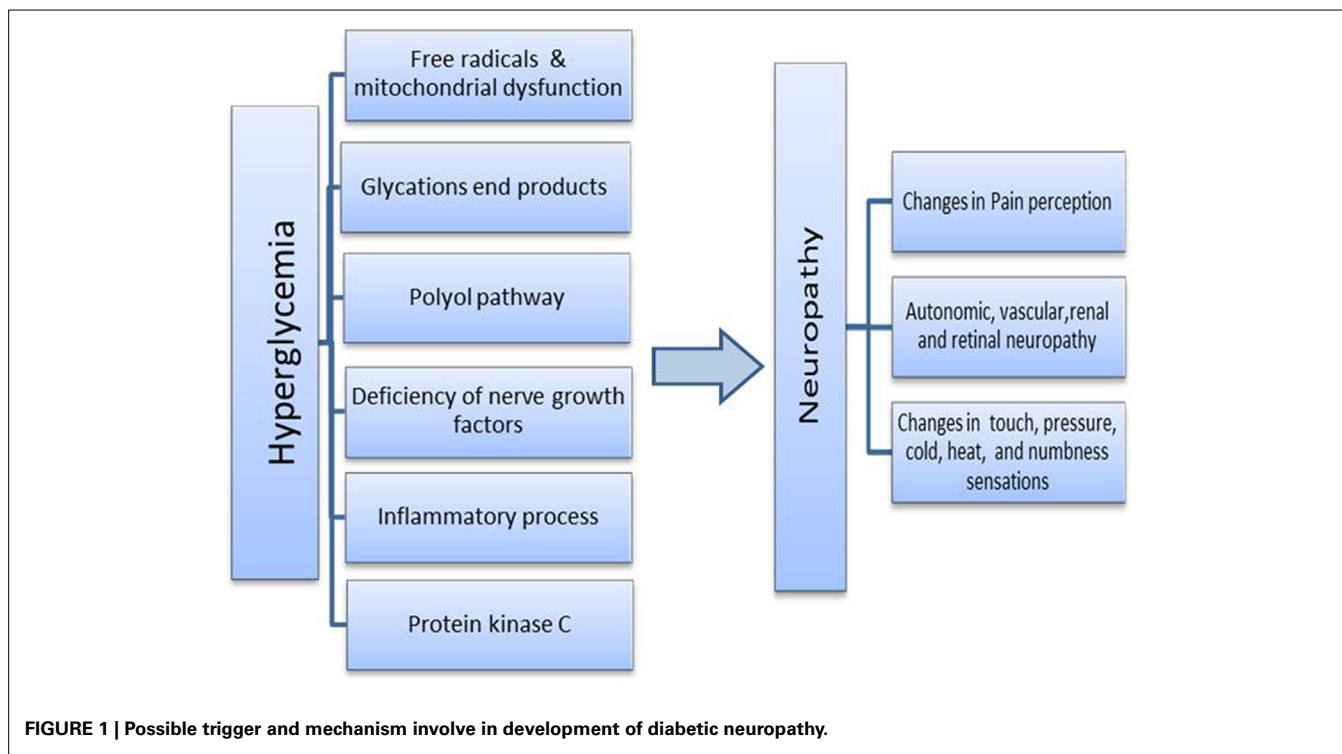 Hyperglycemia
Free radicals &
mitochondrial dysfunction
Glycations end products
Polyol pathway
Deficiency of nerve growth
factors
Inflammatory process
Protein kinase C
Neuropathy
Changes in Pain perception
Autonomic, vascular,renal
and retinal neuropathy
Changes in touch, pressure,
cold, heat, and numbness
sensations
FIGURE 1 | Possible trigger and mechanism involve in development of diabetic neuropathy.